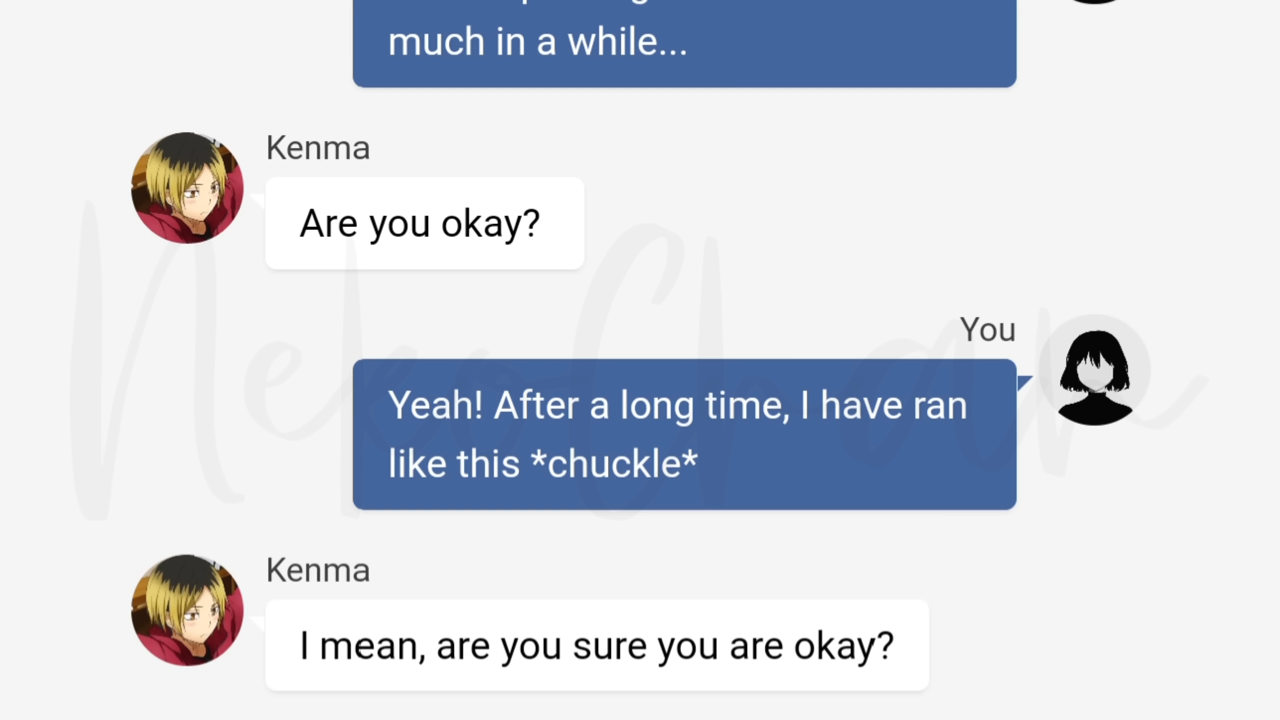 much in a while...
Kenma
Are you okay?
You
Yeah! After a long time, I have ran
like this *chuckle*
Kenma
I mean, are you sure you are okay?
NekoChan